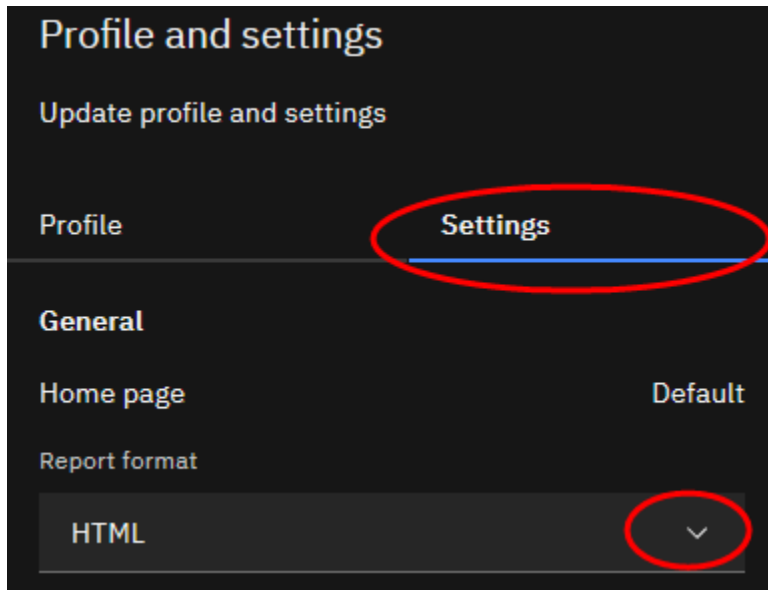 Profile and settings
Update profile and settings
Profile Settings
General
Home page Default
Report format
HTML